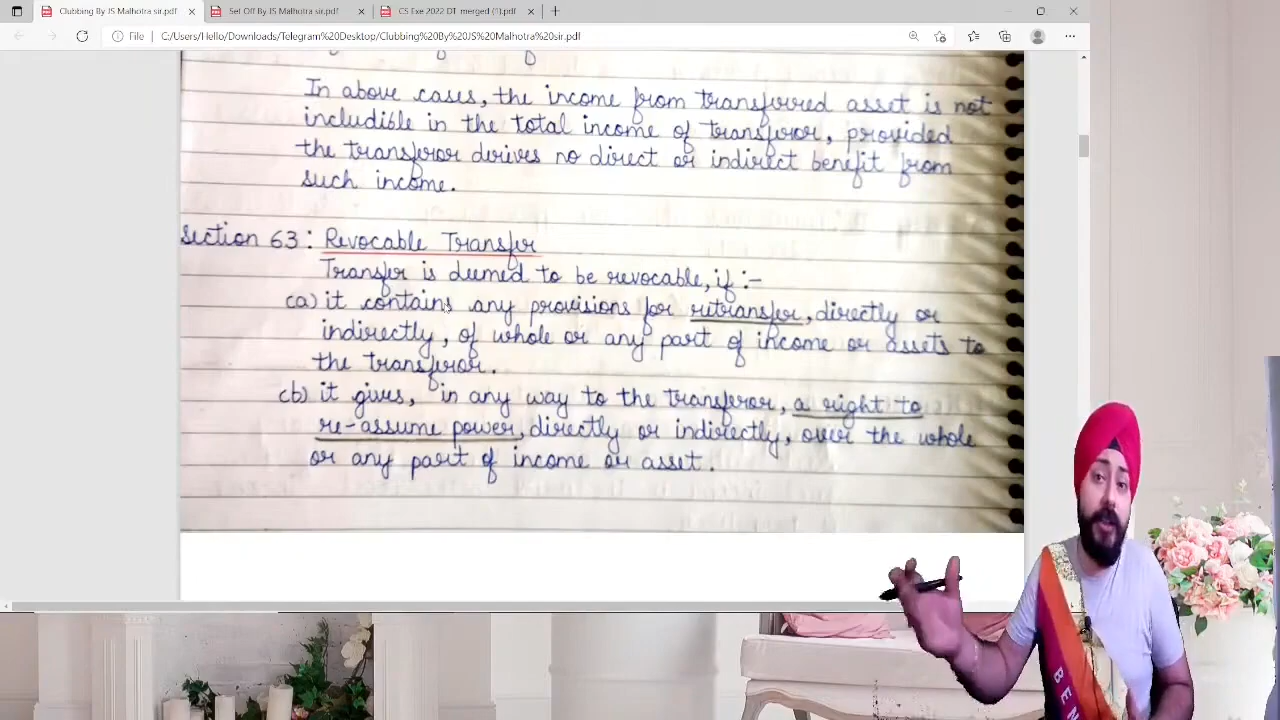 Clubbing By JS Malhotra sir.pdf
Set Off By JS Malhotra sir.pdf
CS Exe 2022 DT merged (1).pdf
File
C:/Users/Hello/Downloads/Telegram%20Desktop/Clubbing%20By%20JS%20Malhotra%20sir.pdf
In above cases, the income from transferred asset is not
includible in the total income of transferor, provided
the transferor derives no direct or indirect benefit from
such income.
Section 63 : Revocable Transfer
Transfer is deemed to be revocable, if :-
(a) it contains any provisions for retransfer, directly or
indirectly, of whole or any part of income or assets to
the transferor.
(b) it gives, in any way to the transferor, a right to
re-assume power, directly or indirectly, over the whole
or any part of income or asset.
BEN